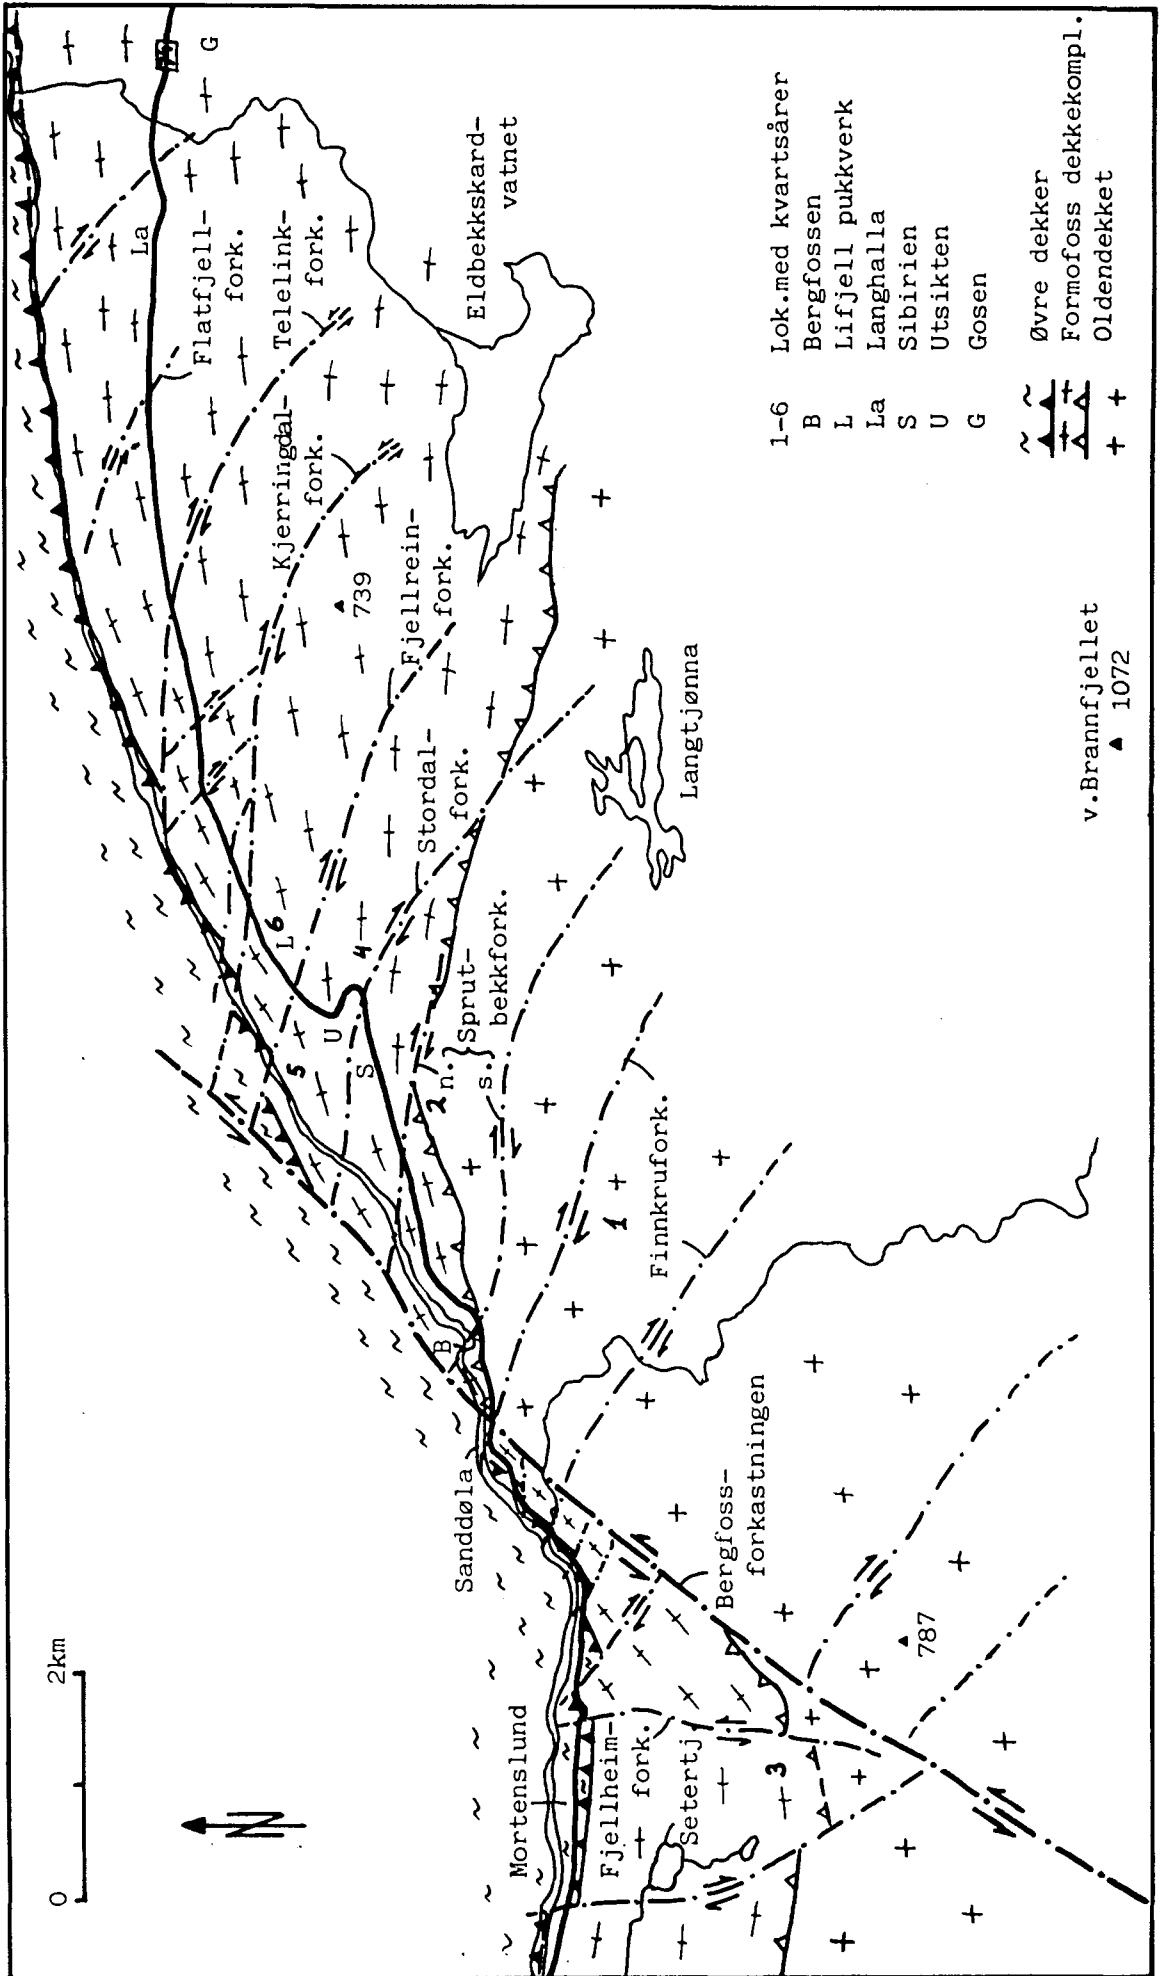 0
2km
Mortenslund
Fjellheim-
fork.
Setertj.
3
Sanddøla
Bergfoss-
forkastningen
787
B
1
Finnkrufork.
2
n.
s.
Sprut-
bekkfork.
S
U
5
4
L
6
Stordal-
fork.
Langtjønna
v.Brannfjellet
1072
Fjellrein-
fork.
739
Kjerringdal-
fork.
Telelink-
fork.
Flatfjell-
fork.
La
G
Eldbekkskard-
vatnet
1-6 Lok.med kvartsårer
B Bergfossen
L Lifjell pukkverk
La Langhalla
S Sibirien
U Utsikten
G Gosen
Øvre dekker
Formofoss dekkekompl.
Oldendekket